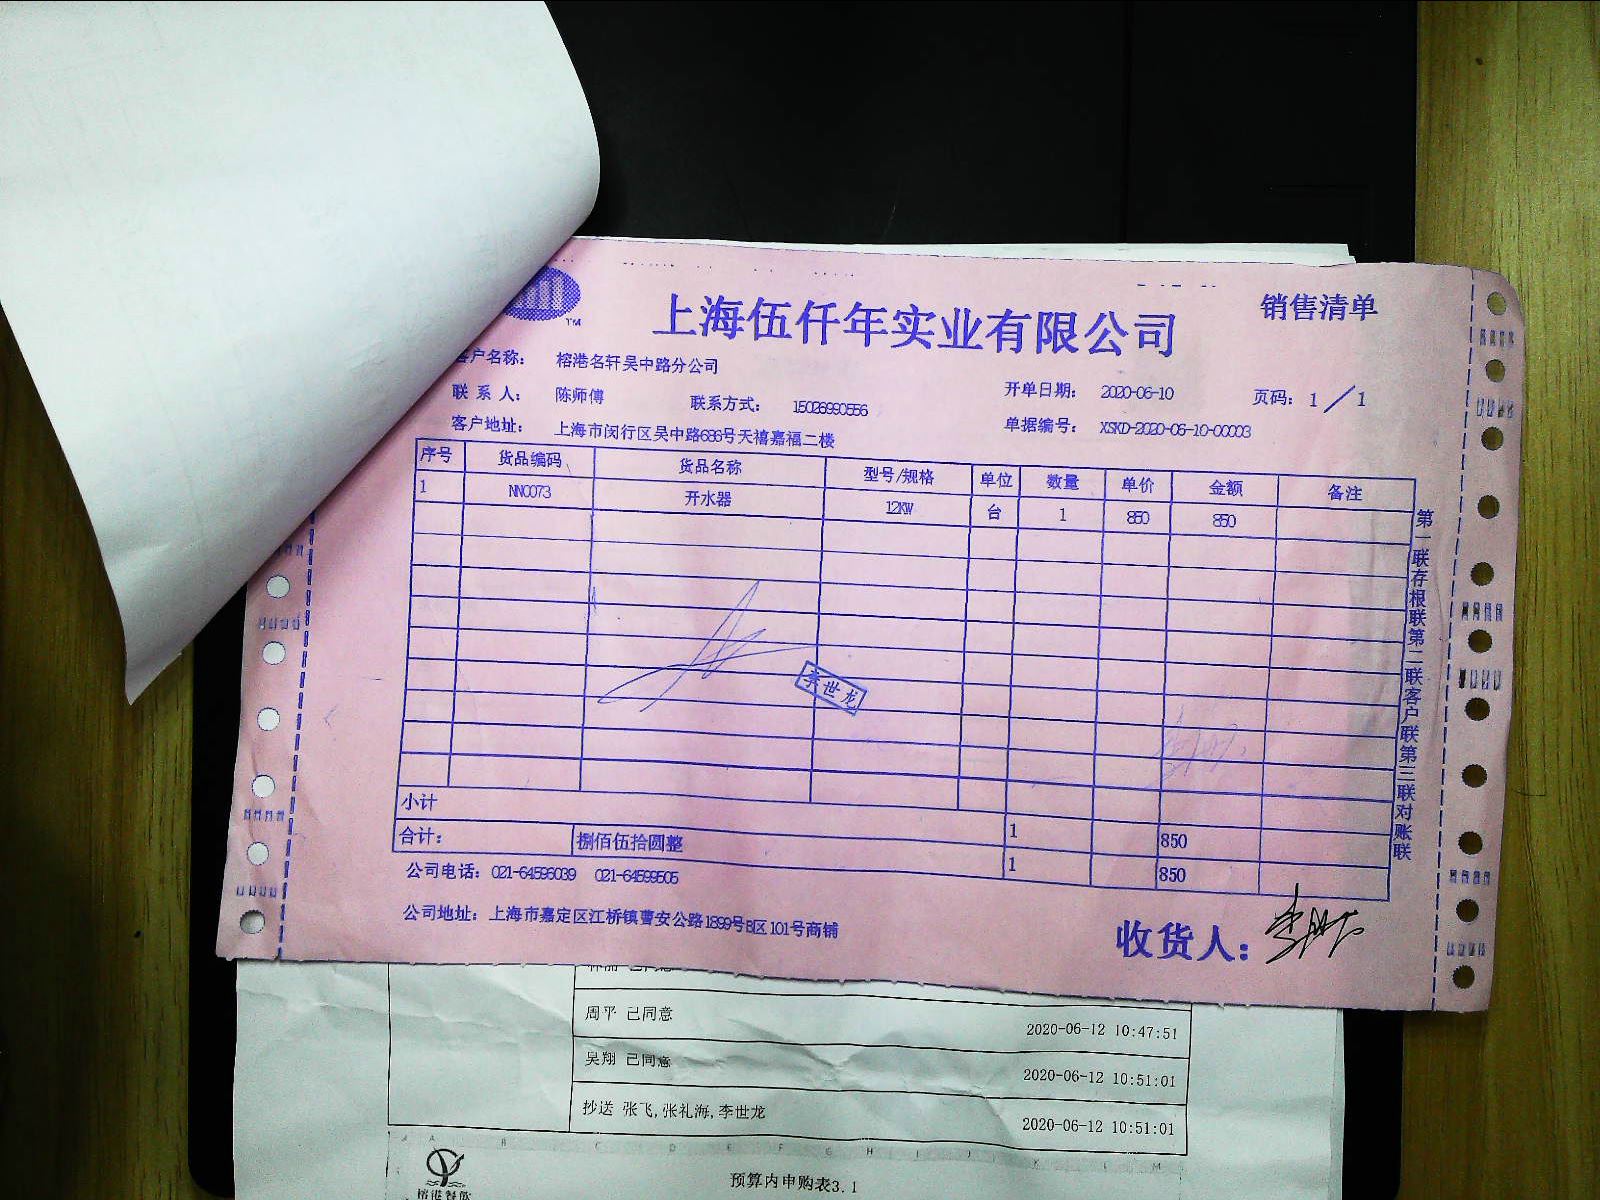 上海伍仟年实业有限公司
销售清单
客户名称： 榕港名轩吴中路分公司
联系人： 陈师傅 联系方式： 15026990556 开单日期： 2020-06-10 页码：1／1
客户地址： 上海市闵行区吴中路686号天禧嘉福二楼 单据编号： XSKD-2020-06-10-00003
序号 货品编码 货品名称 型号/规格 单位 数量 单价 金额 备注
1 NN0073 开水器 12KW 台 1 850 850
李世龙
小计 1 850
合计： 捌佰伍拾圆整 1 850
公司电话：021-64596039 021-64599505
公司地址：上海市嘉定区江桥镇曹安公路1899号B区101号商铺
收货人：
第一联存根联第二联客户联第三联对账联
周平 已同意 2020-06-12 10:47:51
吴翔 已同意 2020-06-12 10:51:01
抄送 张飞,张礼海,李世龙 2020-06-12 10:51:01
榕港餐饮
预算内申购表3.1